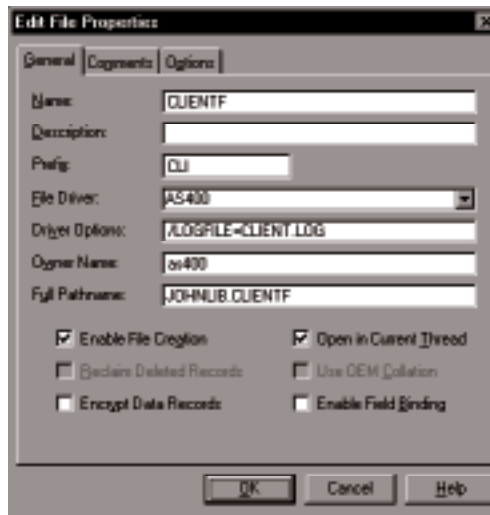 Edit File Properties
General Comments Options
Name: CLIENTF
Description:
Prefix: CLI
File Driver: AS400
Driver Options: /LOGFILE=CLIENT.LOG
Owner Name: as400
Full Pathname: JOHNLIB.CLIENTF
Enable File Creation Open in Current Thread
Reclaim Deleted Records Use OEM Collation
Encrypt Data Records Enable Field Binding
OK Cancel Help